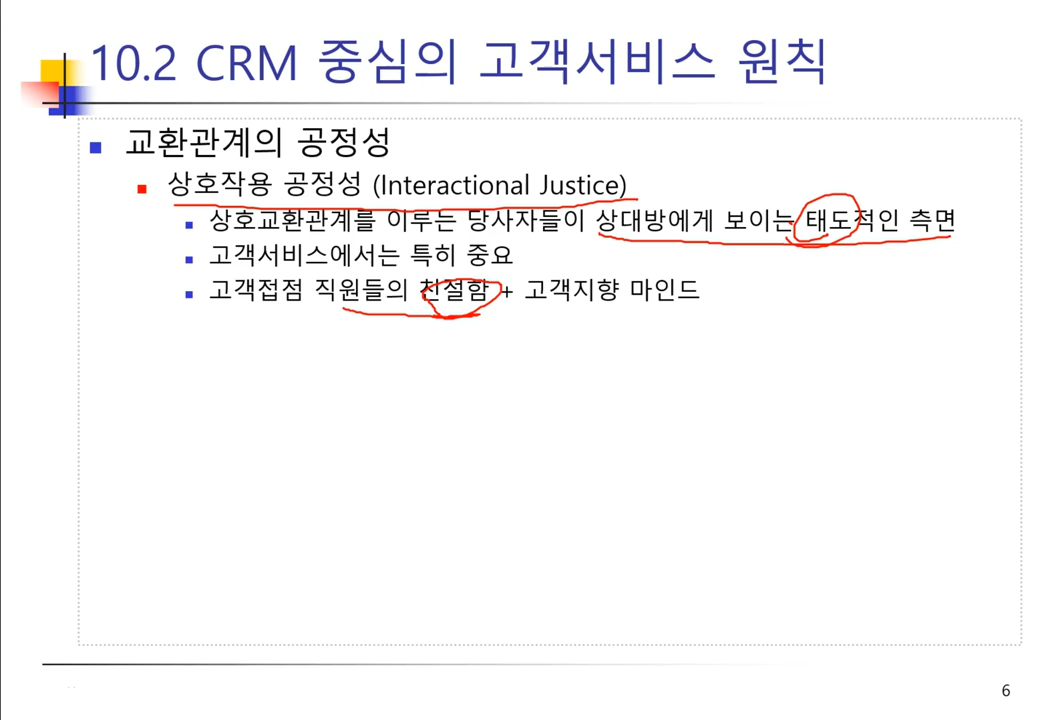 10.2 CRM 중심의 고객서비스 원칙
교환관계의 공정성
상호작용 공정성 (Interactional Justice)
상호교환관계를 이루는 당사자들이 상대방에게 보이는 태도적인 측면
고객서비스에서는 특히 중요
고객접점 직원들의 친절함 + 고객지향 마인드
6